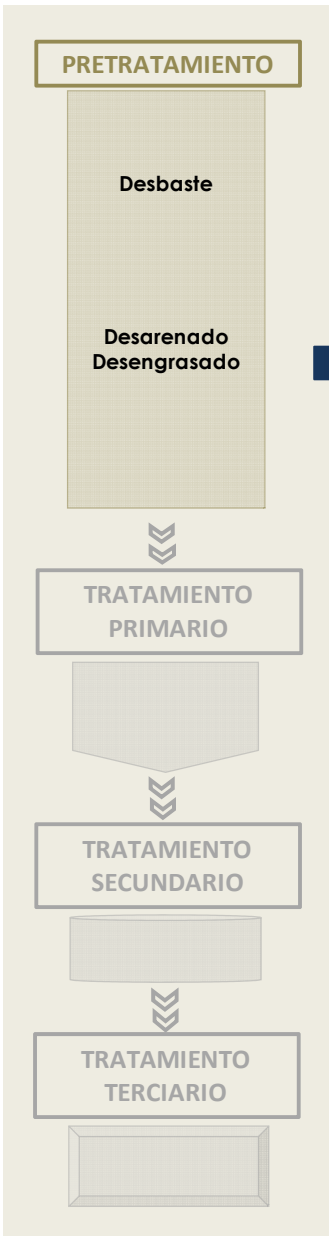 PRETRATAMIENTO
Desbaste
Desarenado
Desengrasado
TRATAMIENTO
PRIMARIO
TRATAMIENTO
SECUNDARIO
TRATAMIENTO
TERCIARIO